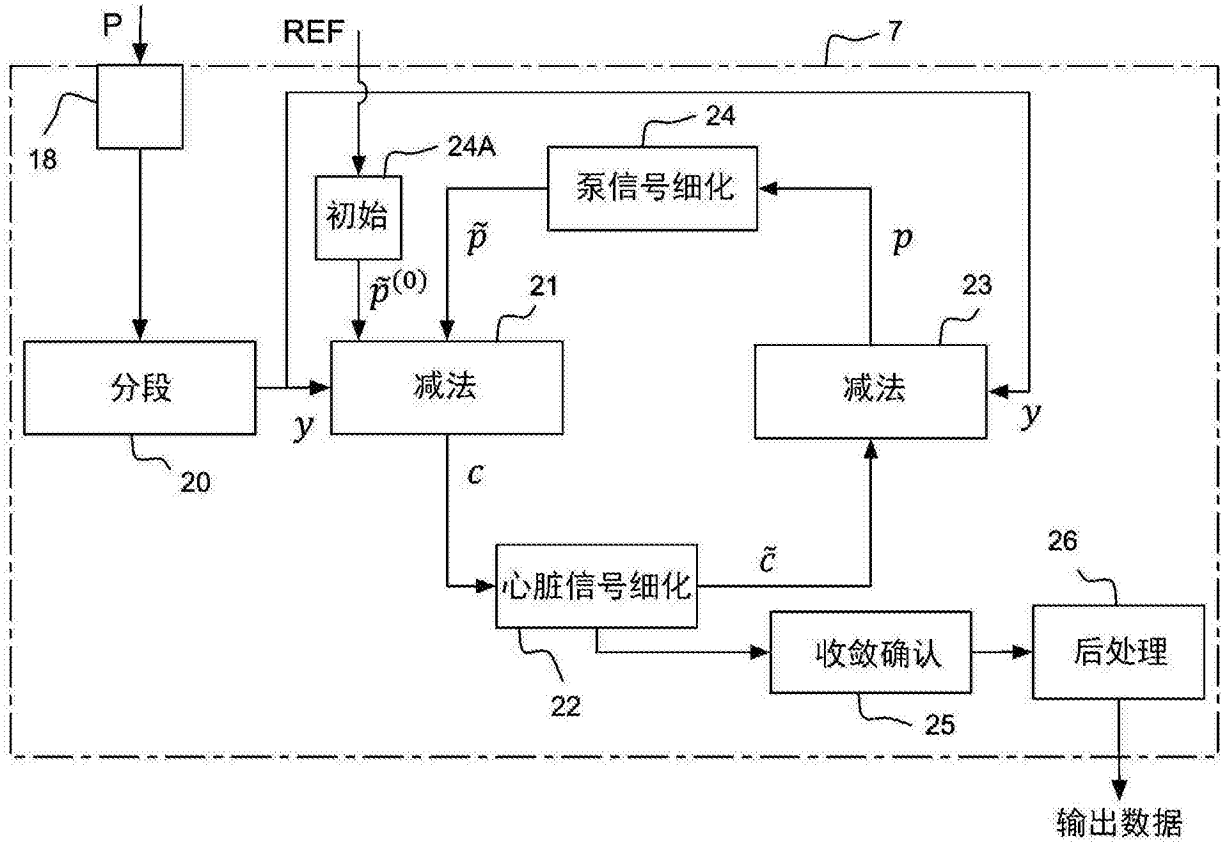 P
REF
7
18
24A
24
初始
泵信号细化
p̃
p
p̃⁽⁰⁾
21
23
分段
减法
减法
y
y
20
c
心脏信号细化
c̃
26
22
收敛确认
后处理
25
输出数据